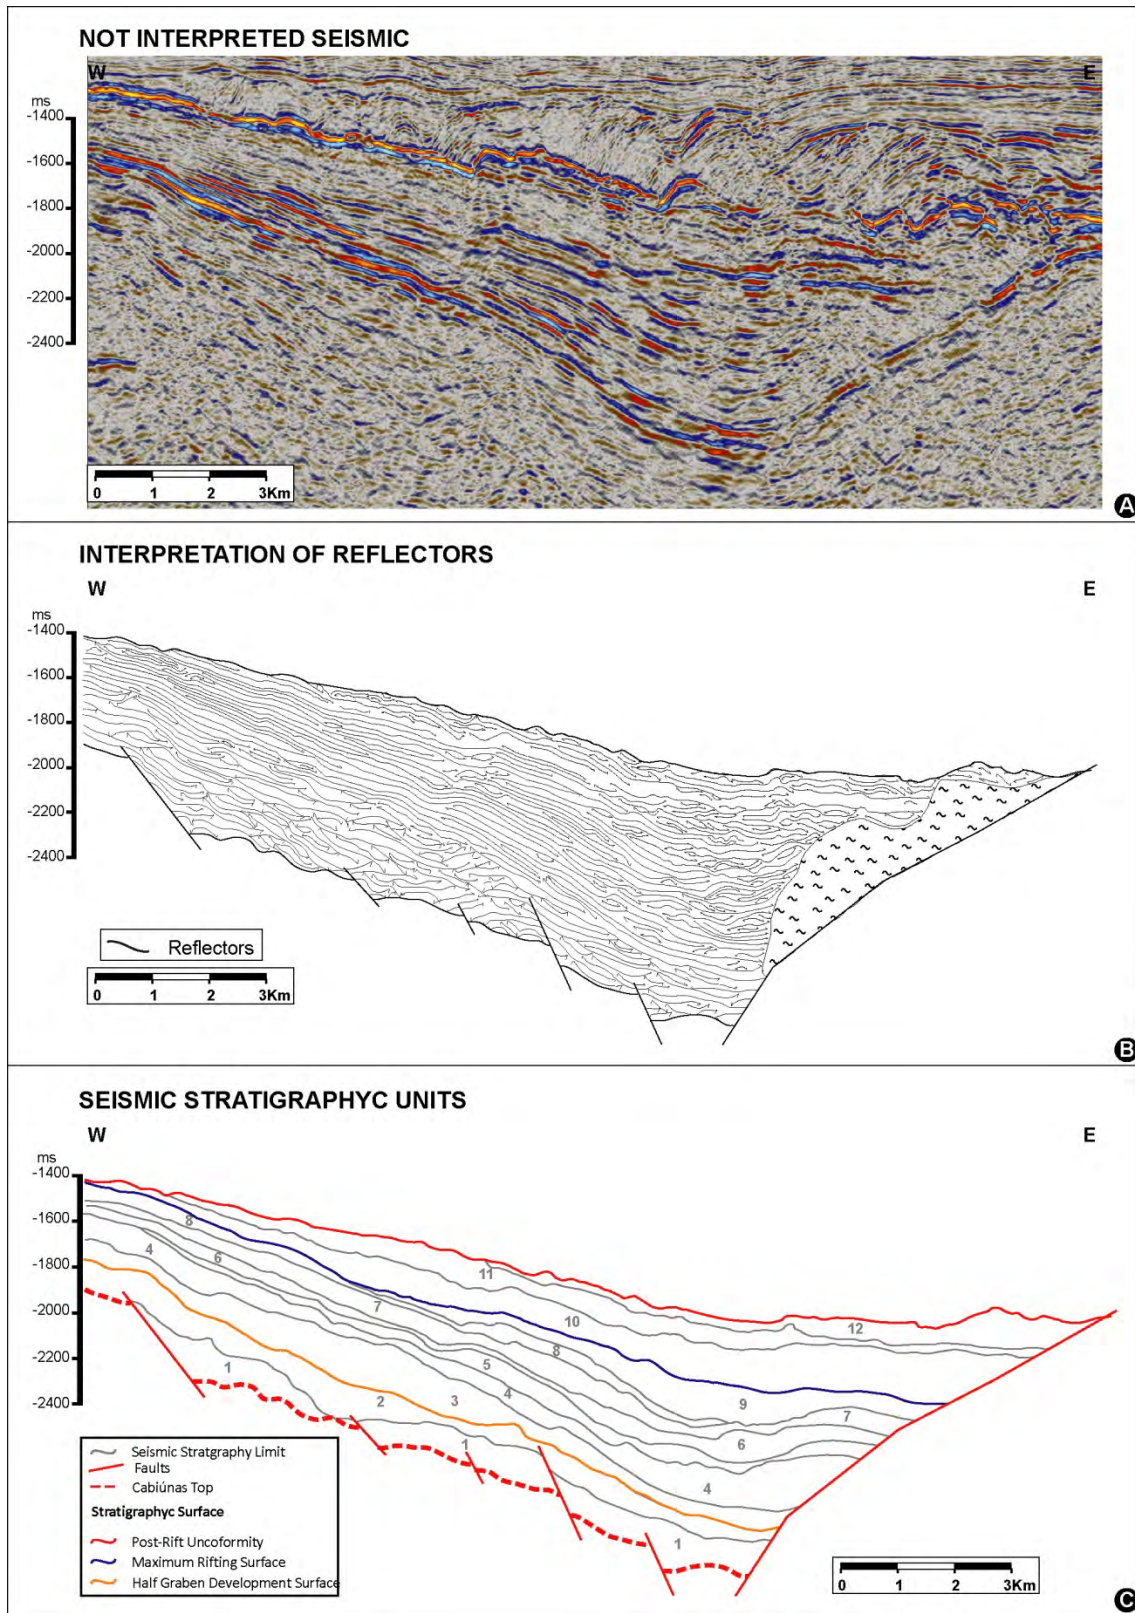 NOT INTERPRETED SEISMIC
W E
ms
-1400
-1600
-1800
-2000
-2200
-2400
0 1 2 3Km
A
INTERPRETATION OF REFLECTORS
W E
ms
-1400
-1600
-1800
-2000
-2200
-2400
Reflectors
0 1 2 3Km
B
SEISMIC STRATIGRAPHYC UNITS
W E
ms
-1400
-1600
-1800
-2000
-2200
-2400
8
4
6
11
7
10
12
8
5
1
4
2
3
9
7
1
6
4
1
Seismic Stratgraphy Limit
Faults
Cabiúnas Top
Stratigraphyc Surface
Post-Rift Uncoformity
Maximum Rifting Surface
Half Graben Development Surface
0 1 2 3Km
C